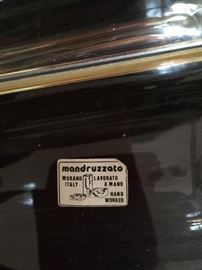 mandruzzato
MURANO LAVORATO
ITALY A MANO
HAND
WORKED